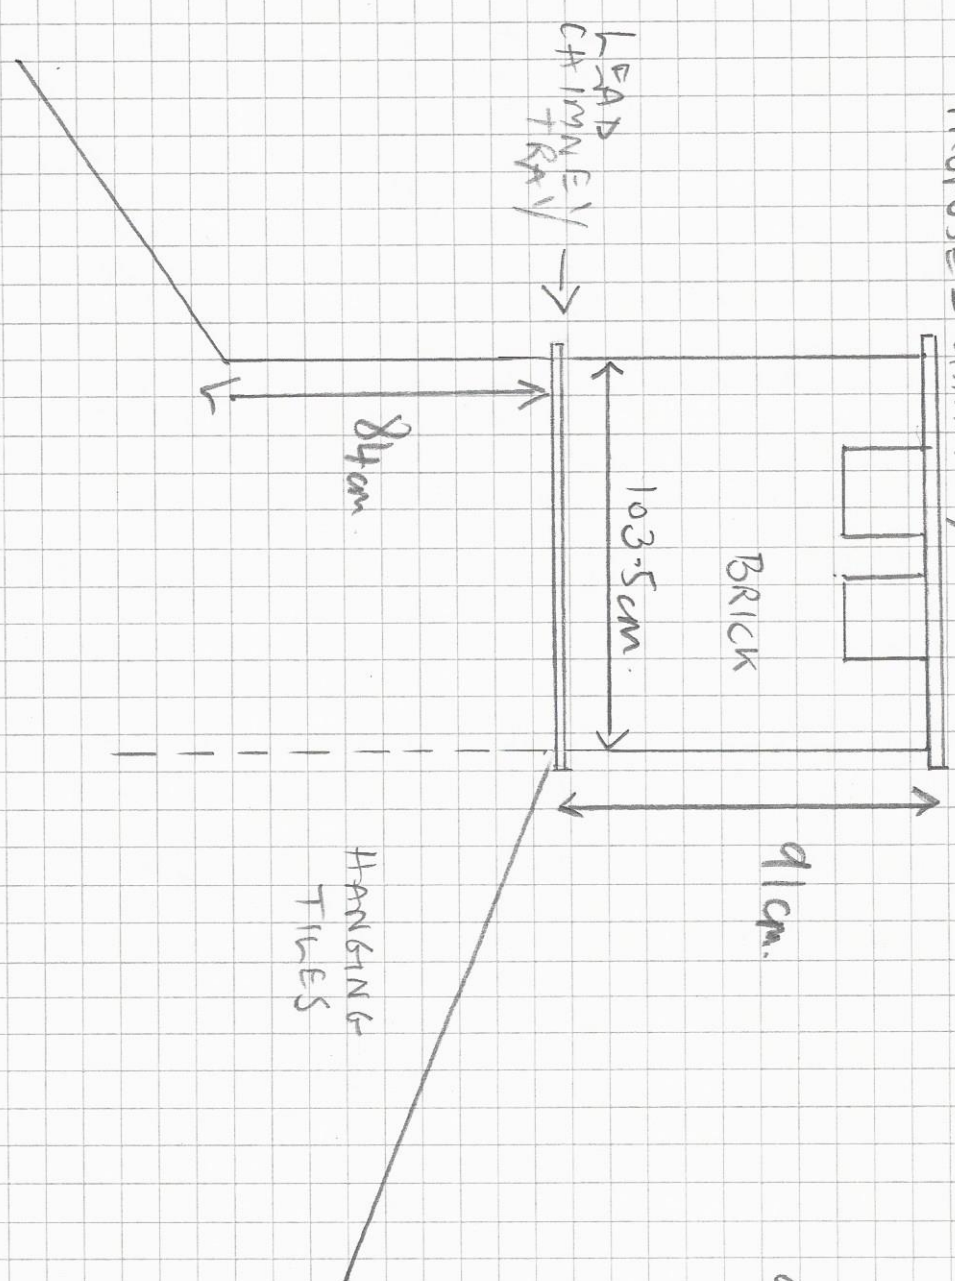 BRICK
91cm.
103.5cm.
LEAD
CHIMNEY
TRAY
84cm.
HANGING
TILES